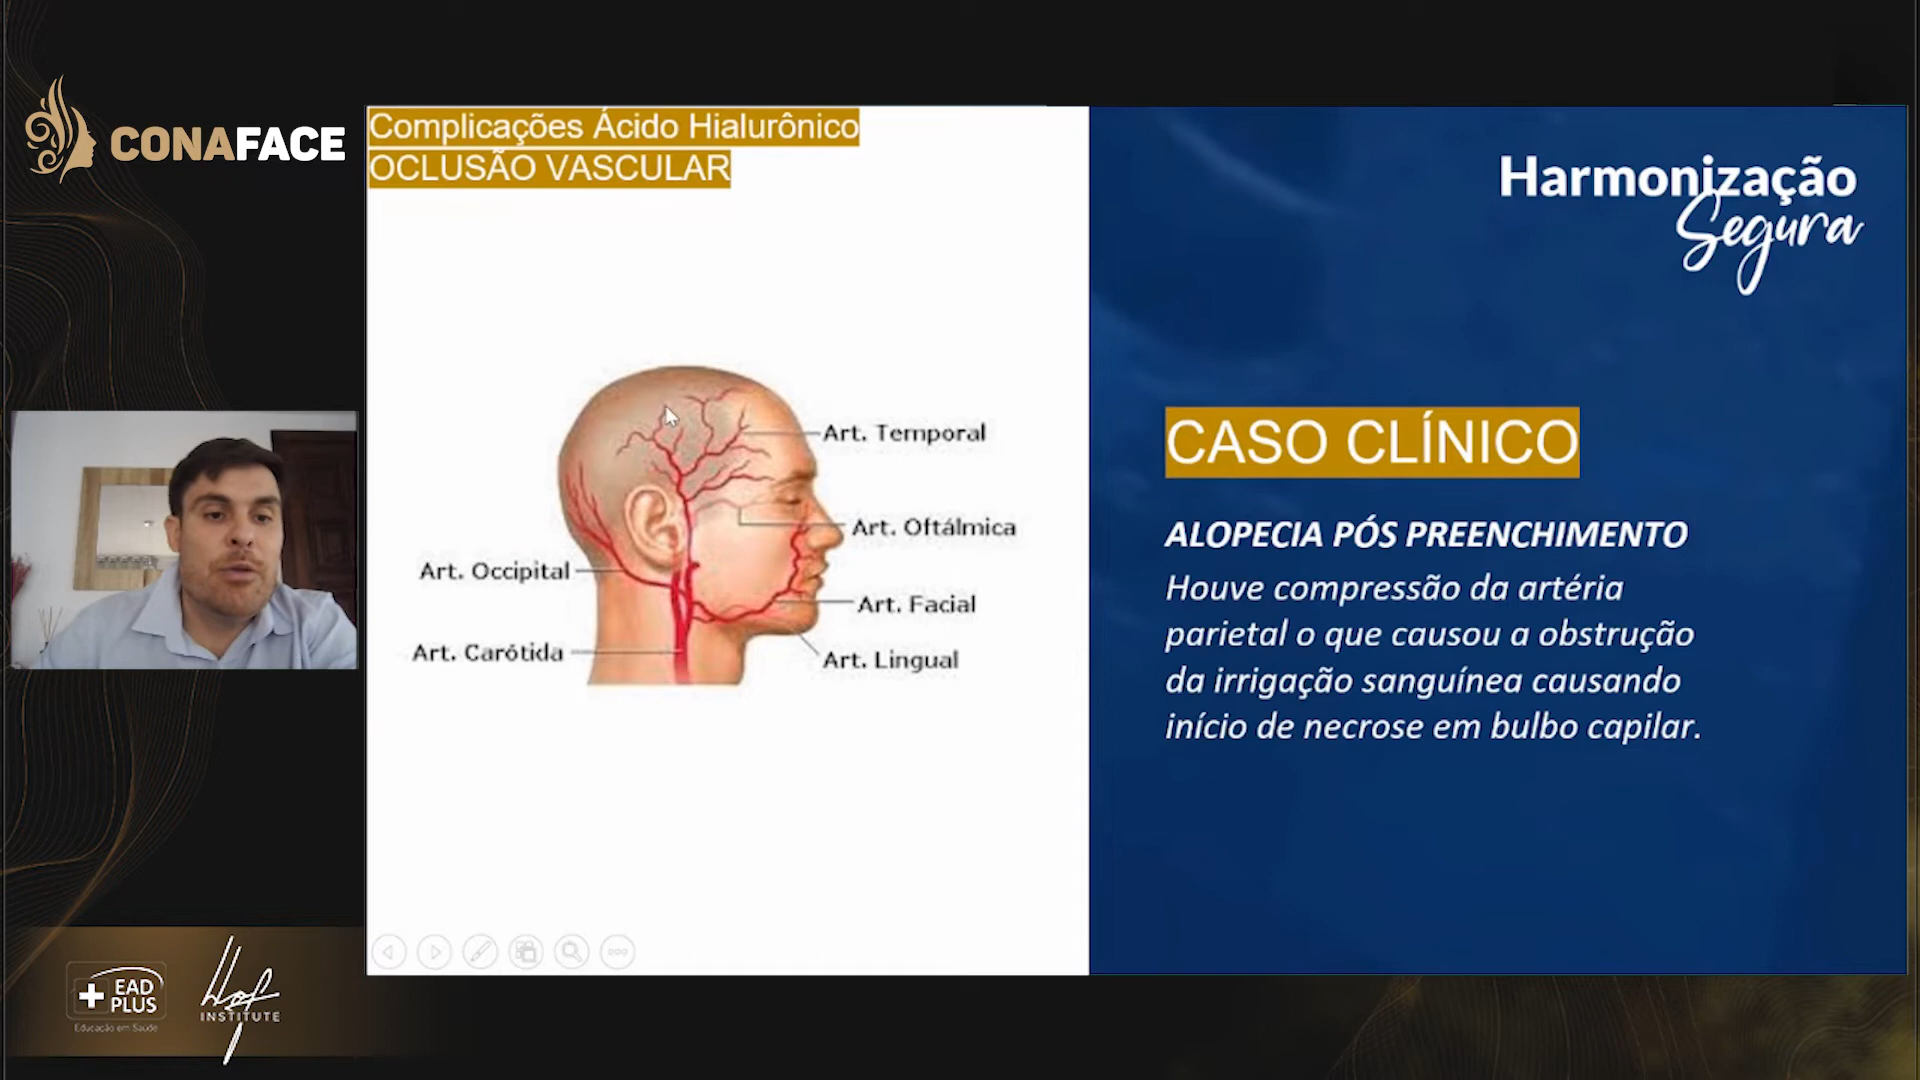 CONAFACE
Complicações Ácido Hialurônico
OCLUSÃO VASCULAR
Harmonização
Segura
Art. Temporal
Art. Oftálmica
Art. Occipital
Art. Facial
Art. Carótida
Art. Lingual
CASO CLÍNICO
ALOPECIA PÓS PREENCHIMENTO
Houve compressão da artéria
parietal o que causou a obstrução
da irrigação sanguínea causando
início de necrose em bulbo capilar.
EAD
PLUS
Educação em Saúde
Hof
INSTITUTE